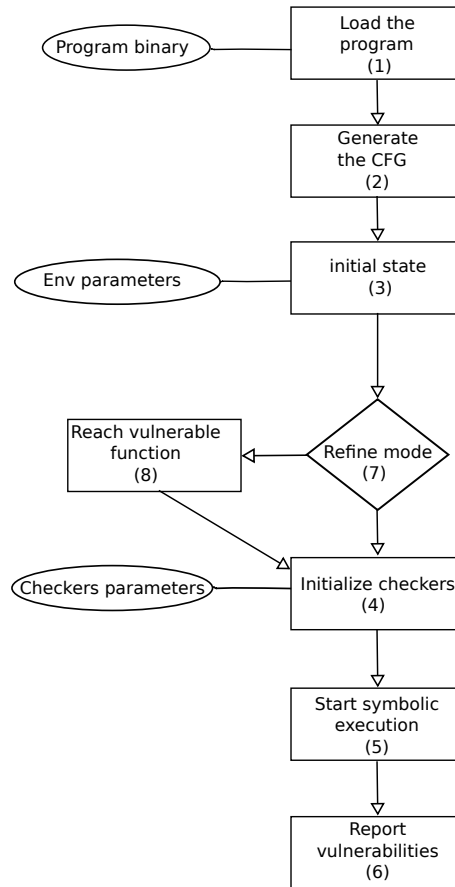 Load the
program
(1)
Program binary
Generate
the CFG
(2)
initial state
(3)
Env parameters
Refine mode
(7)
Reach vulnerable
function
(8)
Initialize checkers
(4)
Checkers parameters
Start symbolic
execution
(5)
Report
vulnerabilities
(6)